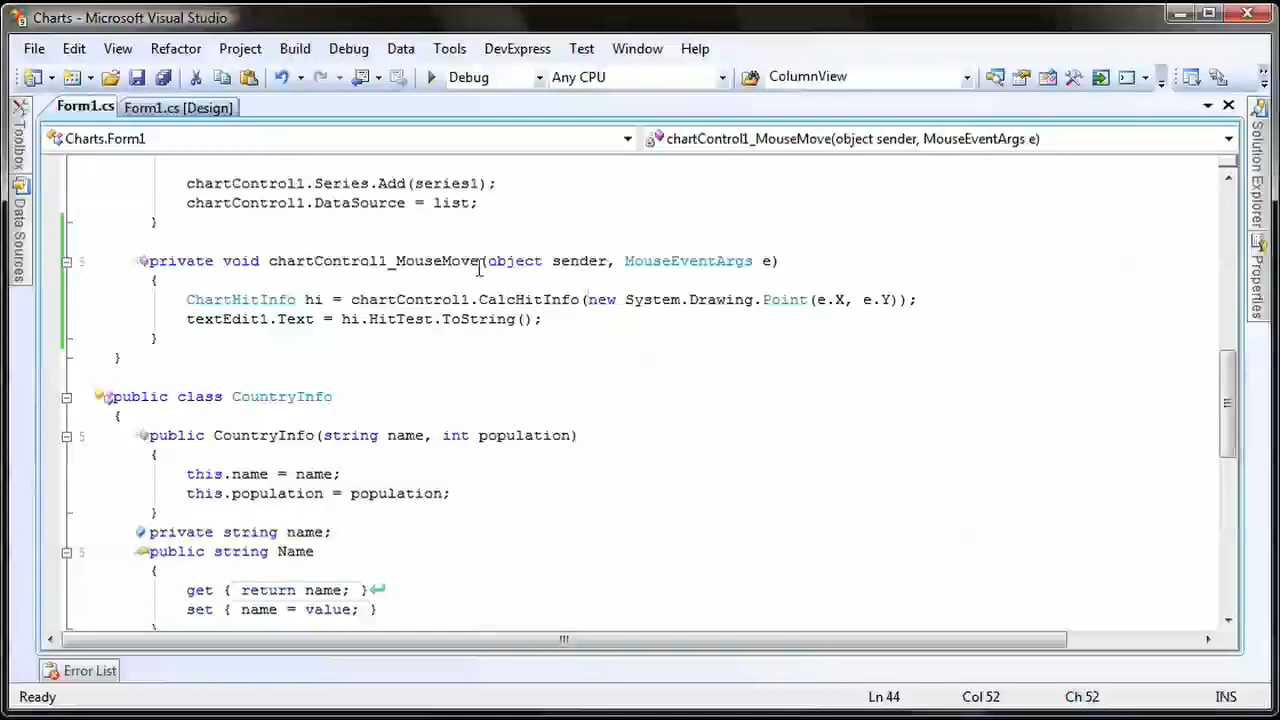 Charts - Microsoft Visual Studio
File Edit View Refactor Project Build Debug Data Tools DevExpress Test Window Help
Debug Any CPU ColumnView
Form1.cs Form1.cs [Design]
Charts.Form1 chartControl1_MouseMove(object sender, MouseEventArgs e)
Toolbox
Data Sources
Solution Explorer
Properties
chartControl1.Series.Add(series1);
chartControl1.DataSource = list;
}
5 private void chartControl1_MouseMove(object sender, MouseEventArgs e)
{
ChartHitInfo hi = chartControl1.CalcHitInfo(new System.Drawing.Point(e.X, e.Y));
textEdit1.Text = hi.HitTest.ToString();
}
}
public class CountryInfo
{
5 public CountryInfo(string name, int population)
{
this.name = name;
this.population = population;
}
private string name;
5 public string Name
{
get { return name; }
set { name = value; }
}
Error List
Ready Ln 44 Col 52 Ch 52 INS